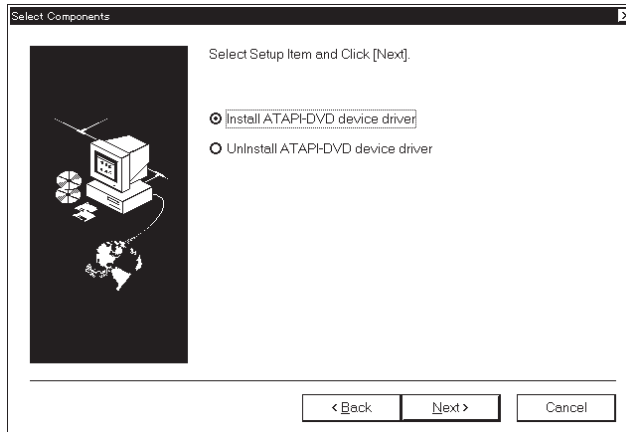 Select Components
Select Setup Item and Click [Next].
Install ATAPI-DVD device driver
UnInstall ATAPI-DVD device driver
< Back
Next >
Cancel